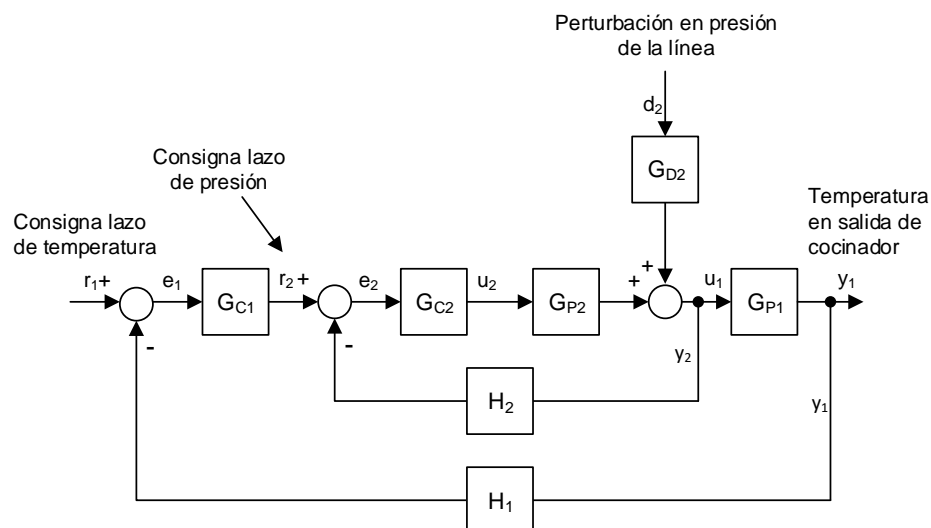 Perturbación en presión
de la línea
d2
GD2
Consigna lazo
de presión
Consigna lazo
de temperatura
Temperatura
en salida de
cocinador
r1+
e1
GC1
r2 +
e2
GC2
u2
GP2
+
+
u1
GP1
y1
-
-
y2
H2
y1
H1